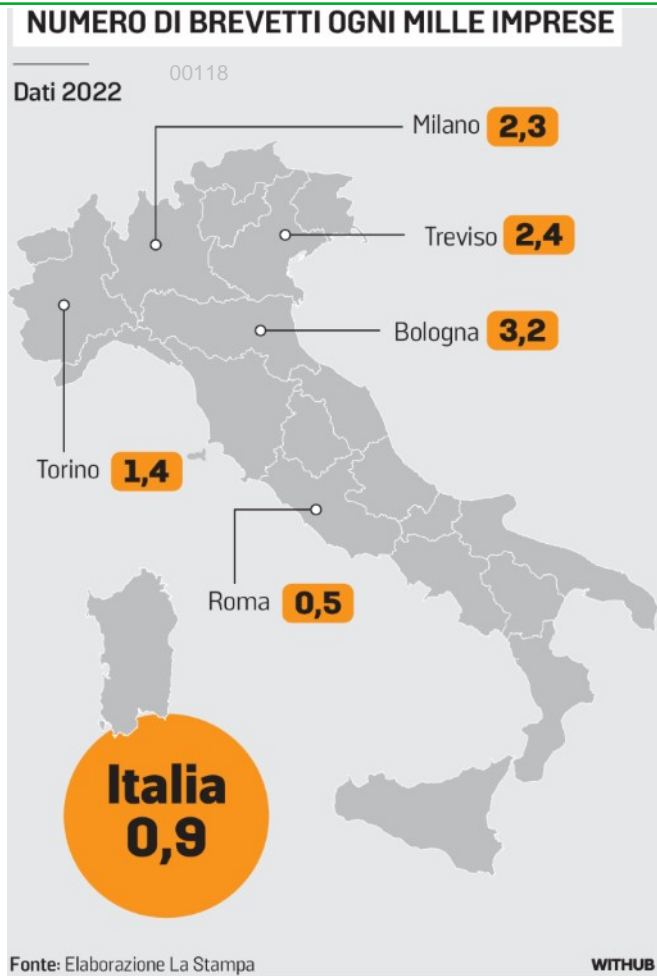 NUMERO DI BREVETTI OGNI MILLE IMPRESE
00118
Dati 2022
Milano 2,3
Treviso 2,4
Bologna 3,2
Torino 1,4
Roma 0,5
Italia
0,9
Fonte: Elaborazione La Stampa
WITHUB